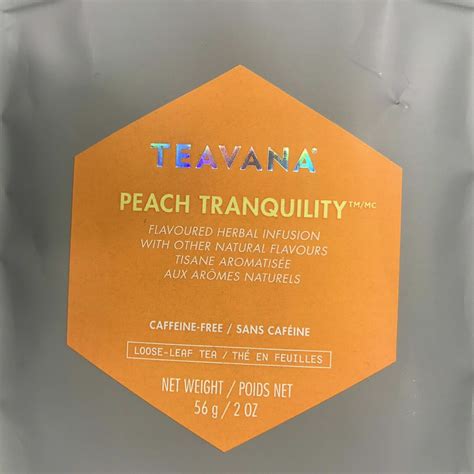 TEAVANA®
PEACH TRANQUILITY™/MC
FLAVOURED HERBAL INFUSION
WITH OTHER NATURAL FLAVOURS
TISANE AROMATISÉE
AUX ARÔMES NATURELS
CAFFEINE-FREE / SANS CAFÉINE
LOOSE-LEAF TEA / THÉ EN FEUILLES
NET WEIGHT / POIDS NET
56 g / 2 OZ